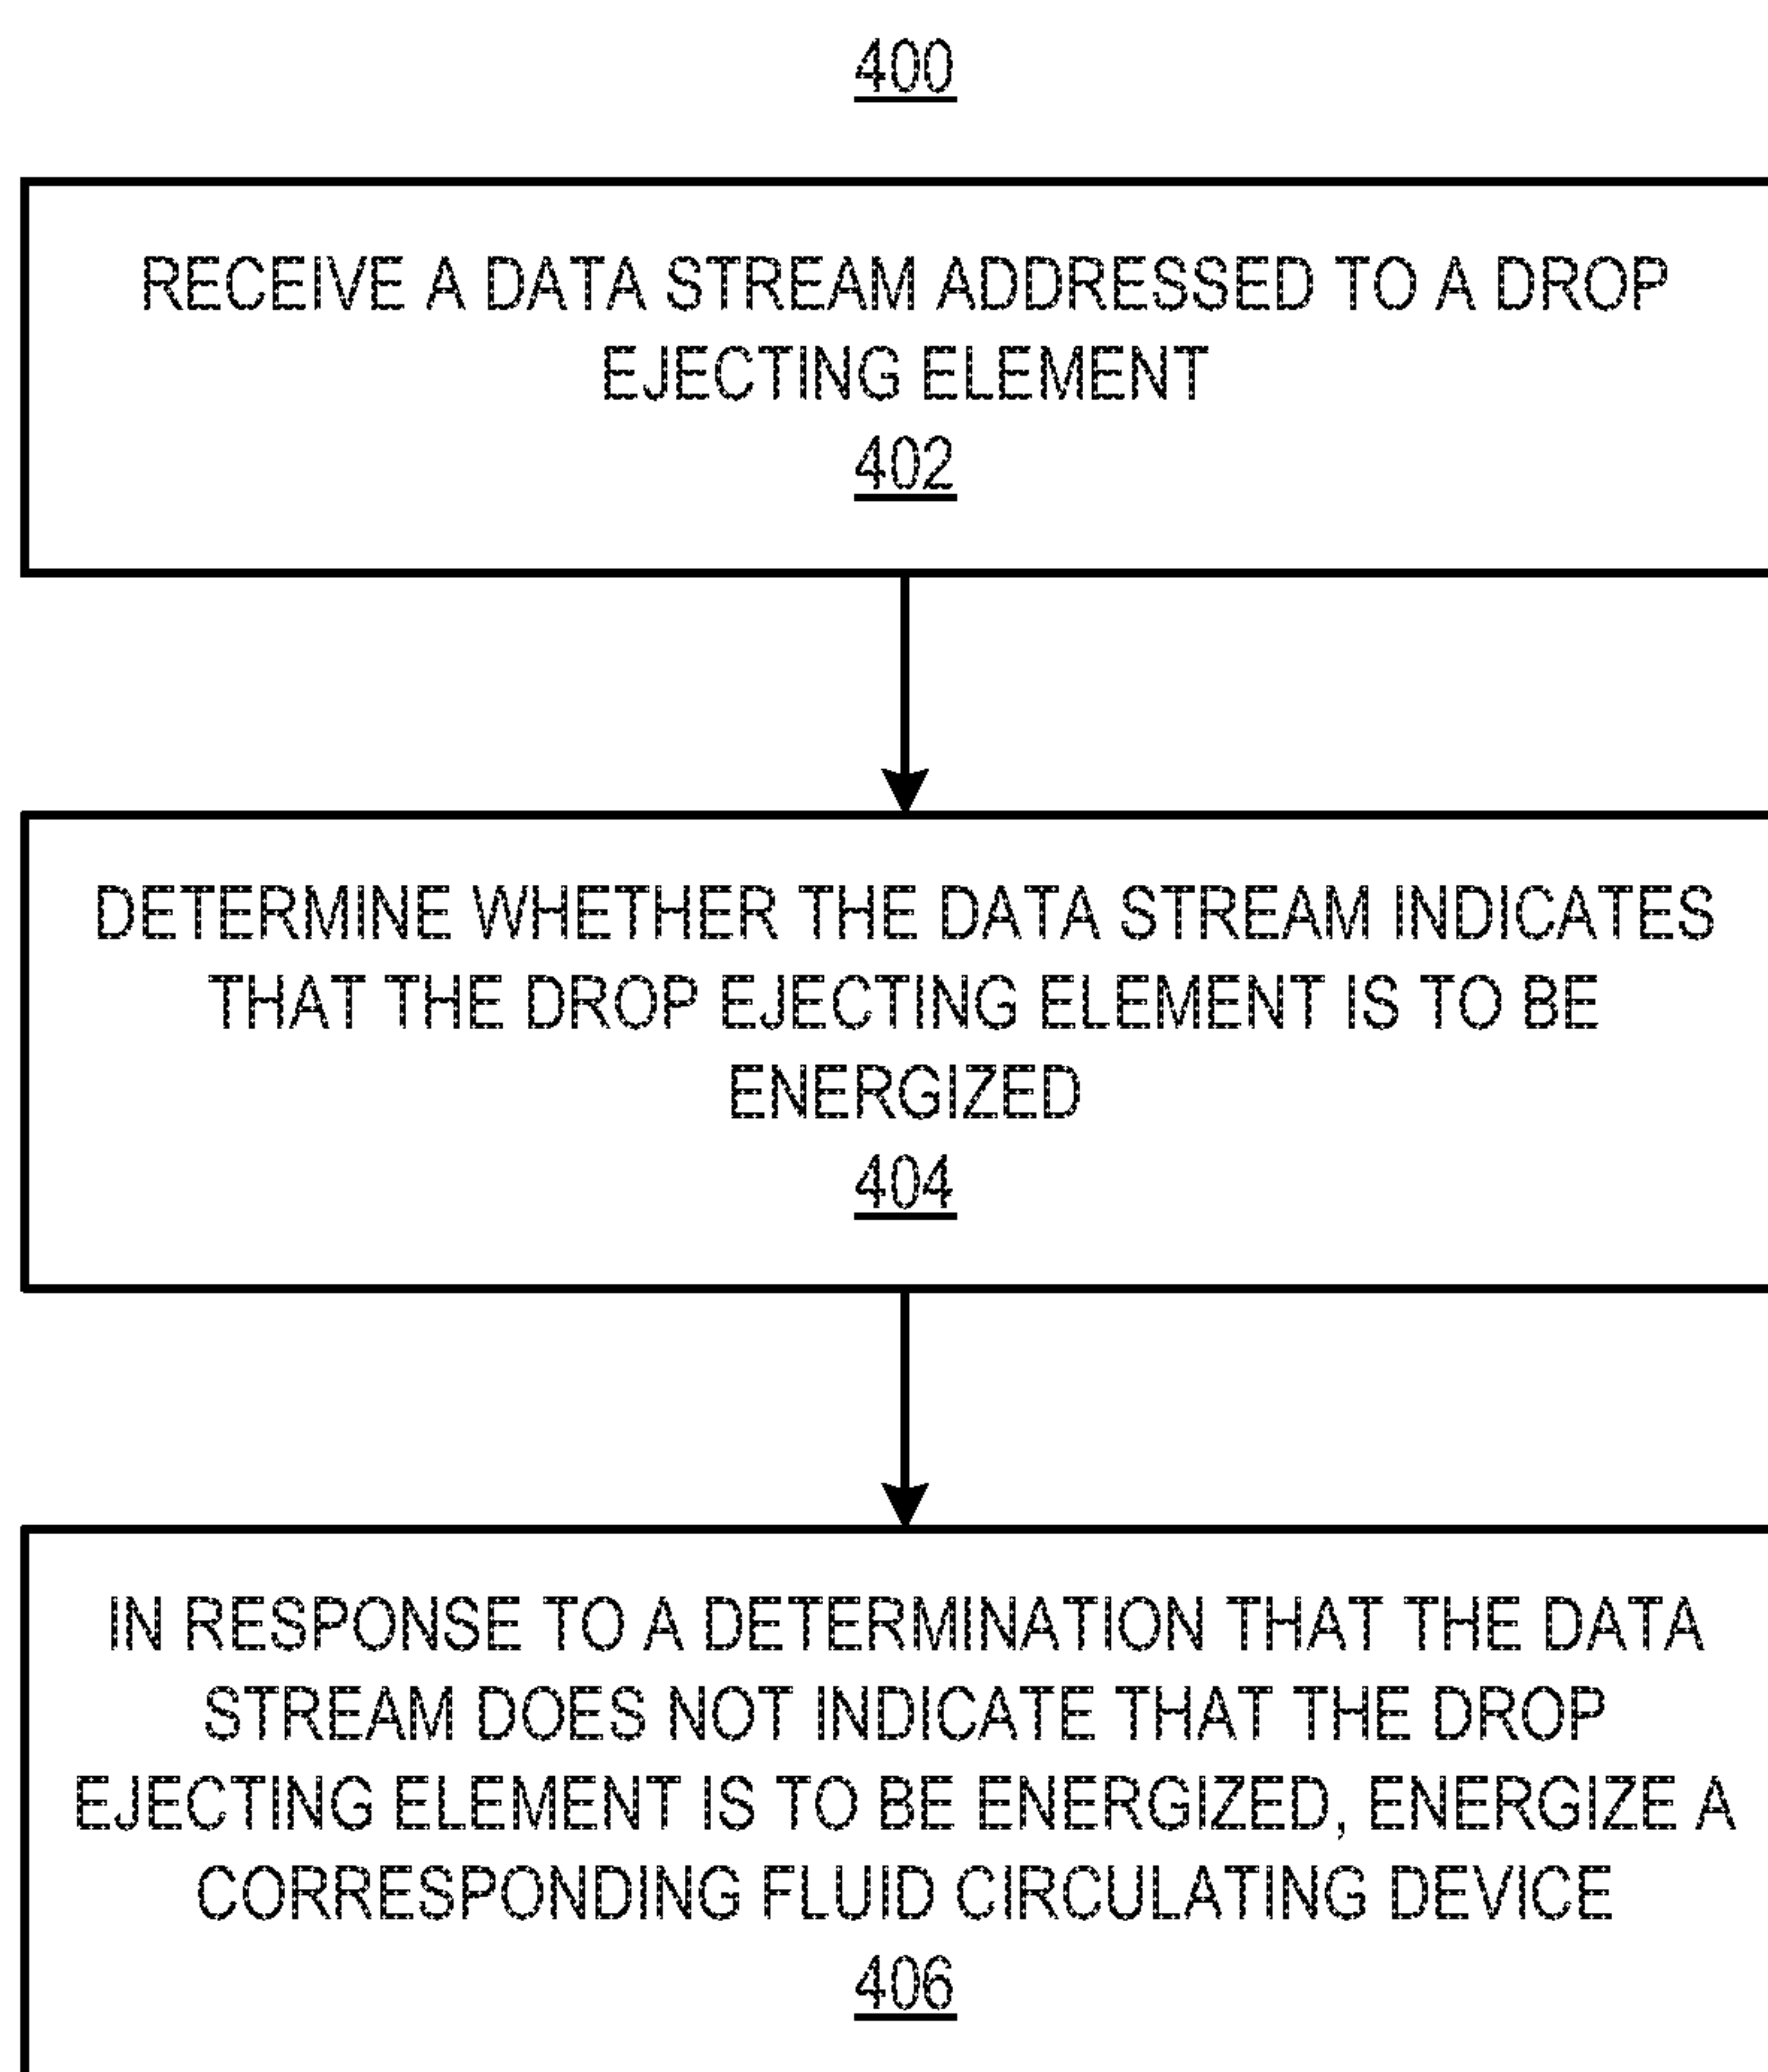 400
RECEIVE A DATA STREAM ADDRESSED TO A DROP
EJECTING ELEMENT
402
DETERMINE WHETHER THE DATA STREAM INDICATES
THAT THE DROP EJECTING ELEMENT IS TO BE
ENERGIZED
404
IN RESPONSE TO A DETERMINATION THAT THE DATA
STREAM DOES NOT INDICATE THAT THE DROP
EJECTING ELEMENT IS TO BE ENERGIZED, ENERGIZE A
CORRESPONDING FLUID CIRCULATING DEVICE
406